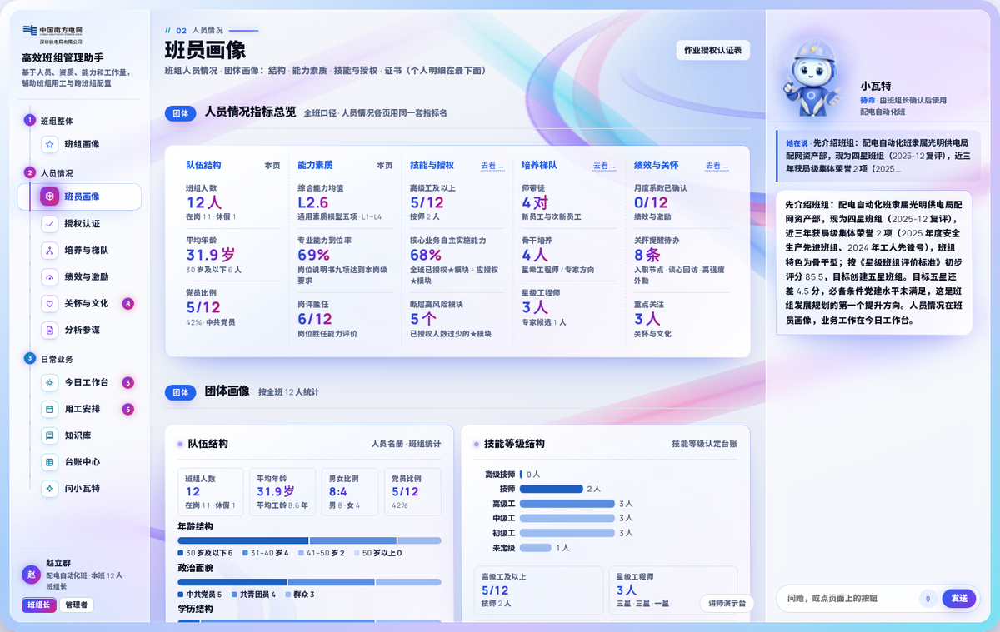 中国南方电网
深圳供电局有限公司
高效班组管理助手
基于人员、资质、能力和工作量，
辅助班组用工与跨班组配置
1 班组整体
班组画像
2 人员情况
班员画像
授权认证
培养与梯队
绩效与激励
关怀与文化 8
分析参谋
3 日常业务
今日工作台 3
用工安排 5
知识库
台账中心
问小瓦特
赵
赵立群
配电自动化班 · 本班 12 人 ·
班组长
班组长 管理者
// 02 人员情况
班员画像
班组人员情况 · 团体画像：结构 · 能力素质 · 技能与授权 · 证书（个人明细在最下面）
作业授权认证表
团体 人员情况指标总览 全班口径 · 人员情况各页用同一套指标名
队伍结构 本页
班组人数
12 人
在岗 11 · 休假 1
平均年龄
31.9 岁
30 岁及以下 6 人
党员比例
5/12
42% · 中共党员
能力素质 本页
综合能力均值
L2.6
通用素质模型五项 · L1–L4
专业能力到位率
69%
岗位说明书九项达到本岗级
要求
岗评胜任
6/12
岗位胜任能力评价
技能与授权 去看 →
高级工及以上
5/12
技师 2 人
核心业务自主实施能力
68%
全班已授权★模块 ÷ 应授权
★模块
断层高风险模块
5 个
已授权人数过少的★模块
培养梯队 去看 →
师带徒
4 对
新员工与次新员工
骨干培养
4 人
星级工程师 / 专家方向
星级工程师
3 人
专家候选 1 人
绩效与关怀 去看 →
月度系数已确认
0/12
绩效与激励
关怀提醒待办
8 条
入职节点 · 谈心回访 · 高强度
外勤
重点关注
3 人
关怀与文化
团体 团体画像 按全班 12 人统计
队伍结构 人员名册 · 班组统计
班组人数
12
在岗 11 · 休假 1
平均年龄
31.9 岁
平均工龄 8.6 年
男女比例
8:4
男 8 · 女 4
党员比例
5/12
42%
年龄结构
30 岁及以下 6 31–40 岁 4 41–50 岁 2 50 岁以上 0
政治面貌
中共党员 5 共青团员 4 群众 3
学历结构
技能等级结构 技能等级认定台账
高级技师 0 人
技师 2 人
高级工 3 人
中级工 3 人
初级工 3 人
未定级 1 人
高级工及以上
5/12
技师 2 人
星级工程师
3 人
三星 · 三星 · 一星
讲师演示台
小瓦特
待命 · 由班组长确认后使用
配电自动化班
她在说 · 先介绍班组：配电自动化班隶属光明供电局
配网资产部，现为四星班组（2025-12 复评），近三
年获局级集体荣誉 2 项（2025 …
先介绍班组：配电自动化班隶属光明供电局配
网资产部，现为四星班组（2025-12 复评），
近三年获局级集体荣誉 2 项（2025 年度安全
生产先进班组、2024 年工人先锋号），班组
特色为骨干型；按《星级班组评价标准》初步
评分 85.5，目标创建五星班组。目标五星还
差 4.5 分，必备条件党建水平未满足，这是班
组发展规划的第一个提升方向。人员情况在班
员画像，业务工作在今日工作台。
问她，或点页面上的按钮 发送